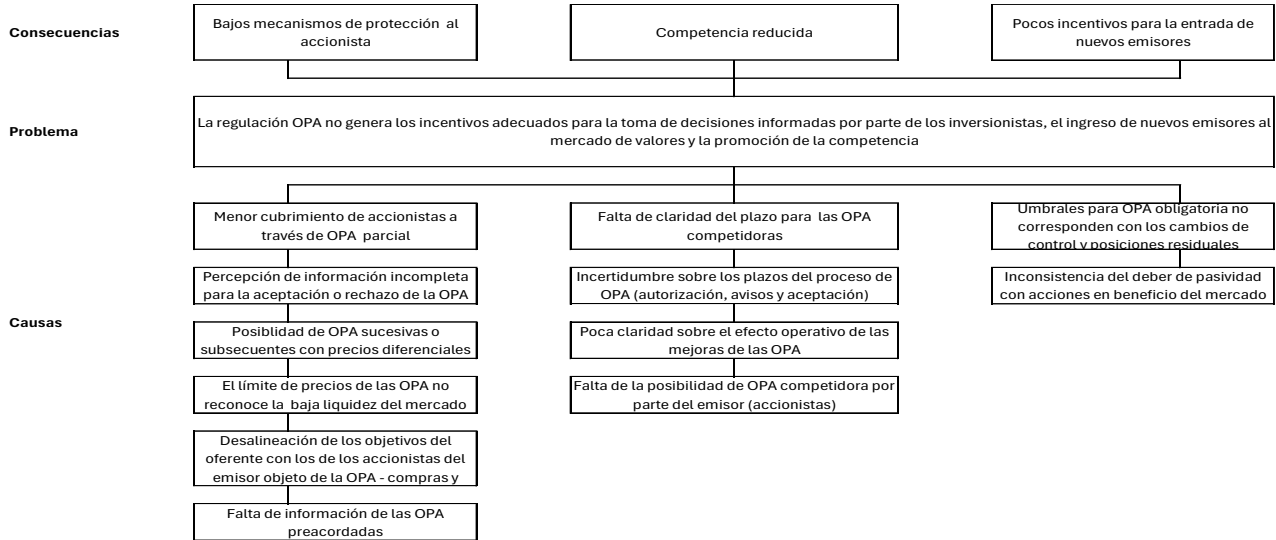 Consecuencias
Bajos mecanismos de protección al
accionista
Competencia reducida
Pocos incentivos para la entrada de
nuevos emisores
Problema
La regulación OPA no genera los incentivos adecuados para la toma de decisiones informadas por parte de los inversionistas, el ingreso de nuevos emisores al
mercado de valores y la promoción de la competencia
Causas
Menor cubrimiento de accionistas a
través de OPA parcial
Percepción de información incompleta
para la aceptación o rechazo de la OPA
Posiblidad de OPA sucesivas o
subsecuentes con precios diferenciales
El límite de precios de las OPA no
reconoce la baja liquidez del mercado
Desalineación de los objetivos del
oferente con los de los accionistas del
emisor objeto de la OPA - compras y
Falta de información de las OPA
preacordadas
Falta de claridad del plazo para las OPA
competidoras
Incertidumbre sobre los plazos del proceso de
OPA (autorización, avisos y aceptación)
Poca claridad sobre el efecto operativo de las
mejoras de las OPA
Falta de la posibilidad de OPA competidora por
parte del emisor (accionistas)
Umbrales para OPA obligatoria no
corresponden con los cambios de
control y posiciones residuales
Inconsistencia del deber de pasividad
con acciones en beneficio del mercado